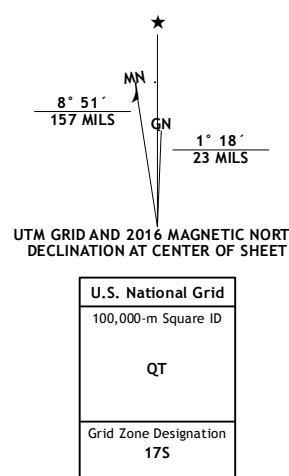 ★
MN
8° 51´
157 MILS
GN
1° 18´
23 MILS
UTM GRID AND 2016 MAGNETIC NORT
DECLINATION AT CENTER OF SHEET
U.S. National Grid
100,000-m Square ID
QT
Grid Zone Designation
17S